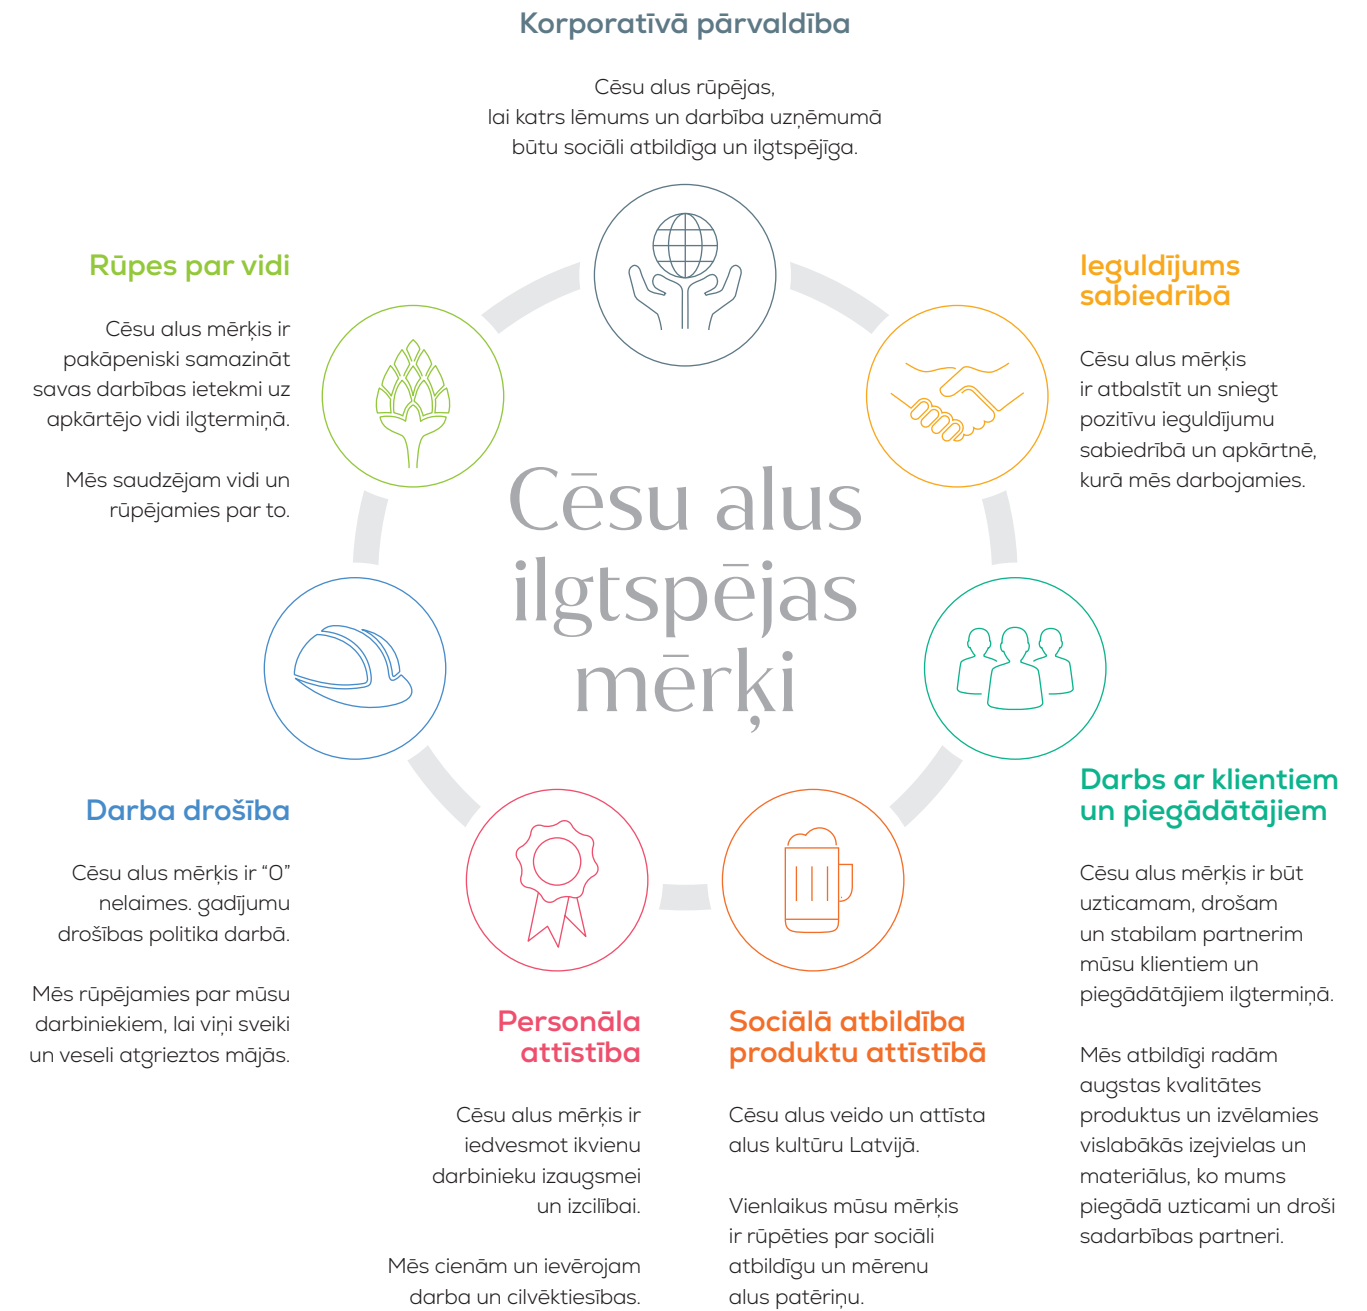 Korporatīvā pārvaldība
Cēsu alus rūpējas,
lai katrs lēmums un darbība uzņēmumā
būtu sociāli atbildīga un ilgtspējīga.
Rūpes par vidi
Cēsu alus mērķis ir
pakāpeniski samazināt
savas darbības ietekmi uz
apkārtējo vidi ilgtermiņā.
Mēs saudzējam vidi un
rūpējamies par to.
Ieguldījums
sabiedrībā
Cēsu alus mērķis
ir atbalstīt un sniegt
pozitīvu ieguldījumu
sabiedrībā un apkārtnē,
kurā mēs darbojamies.
Cēsu alus
ilgtspējas
mērķi
Darba drošība
Cēsu alus mērķis ir “0”
nelaimes. gadījumu
drošības politika darbā.
Mēs rūpējamies par mūsu
darbiniekiem, lai viņi sveiki
un veseli atgrieztos mājās.
Darbs ar klientiem
un piegādātājiem
Cēsu alus mērķis ir būt
uzticamam, drošam
un stabilam partnerim
mūsu klientiem un
piegādātājiem ilgtermiņā.
Mēs atbildīgi radām
augstas kvalitātes
produktus un izvēlamies
vislabākās izejvielas un
materiālus, ko mums
piegādā uzticami un droši
sadarbības partneri.
Personāla
attīstība
Cēsu alus mērķis ir
iedvesmot ikvienu
darbinieku izaugsmei
un izcilībai.
Mēs cienām un ievērojam
darba un cilvēktiesības.
Sociālā atbildība
produktu attīstībā
Cēsu alus veido un attīsta
alus kultūru Latvijā.
Vienlaikus mūsu mērķis
ir rūpēties par sociāli
atbildīgu un mērenu
alus patēriņu.